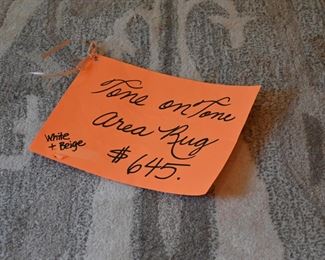 Tone on Tone
area Rug
$645.
White
+ Beige